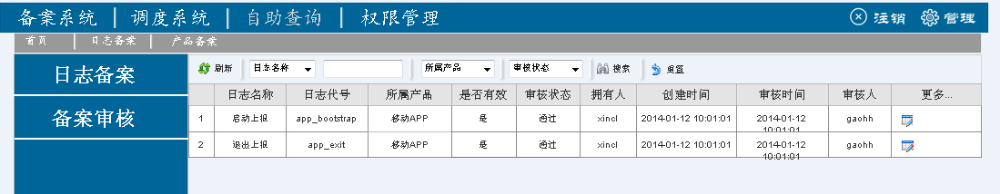 备案系统 调度系统 自助查询 权限管理 注销 管理
首页 日志备案 产品备案
日志备案
备案审核
刷新 日志名称 所属产品 审核状态 搜索 重置
日志名称 日志代号 所属产品 是否有效 审核状态 拥有人 创建时间 审核时间 审核人 更多...
1 启动上报 app_bootstrap 移动APP 是 通过 xincl 2014-01-12 10:01:01 2014-01-12 10:01:01 gaohh
2 退出上报 app_exit 移动APP 是 通过 xincl 2014-01-12 10:01:01 2014-01-12 10:01:01 gaohh